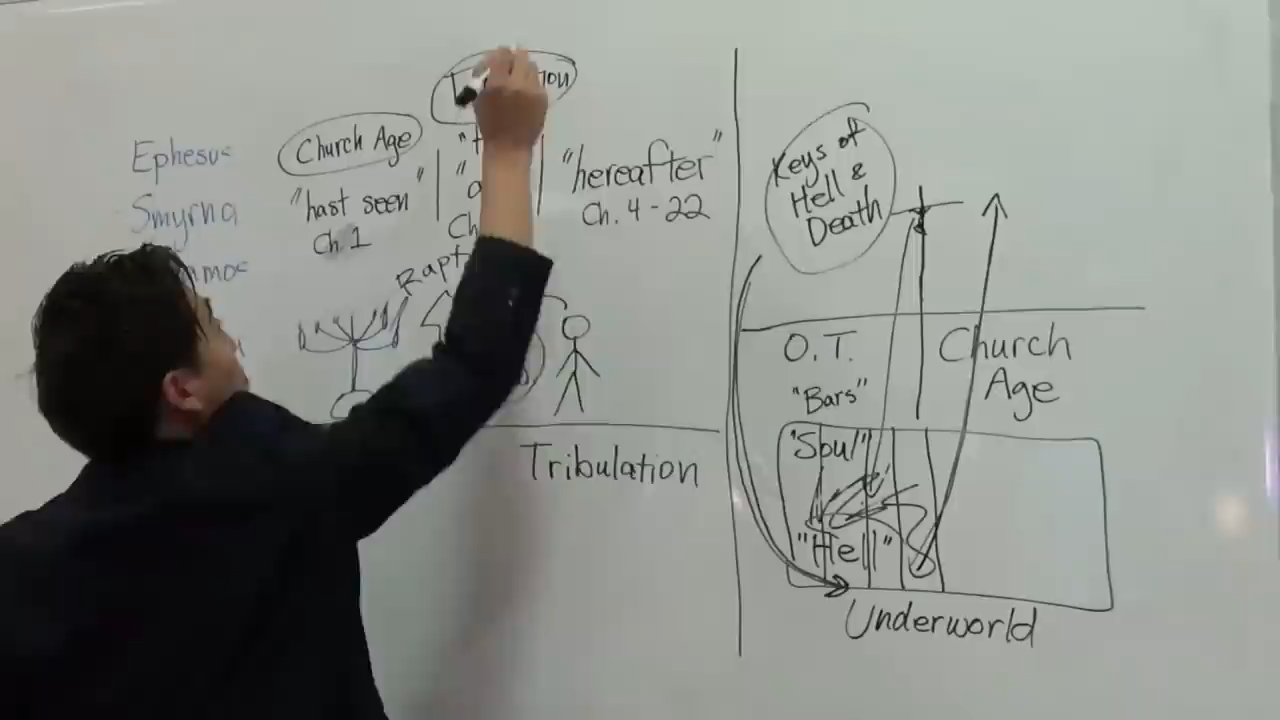 Ephesus
Smyrna
Church Age
"hast seen"
Ch. 1
"hereafter"
Ch. 4-22
Tribulation
Keys of
Hell &
Death
O.T.
"Bars"
Church
Age
"Soul"
"Hell"
Underworld